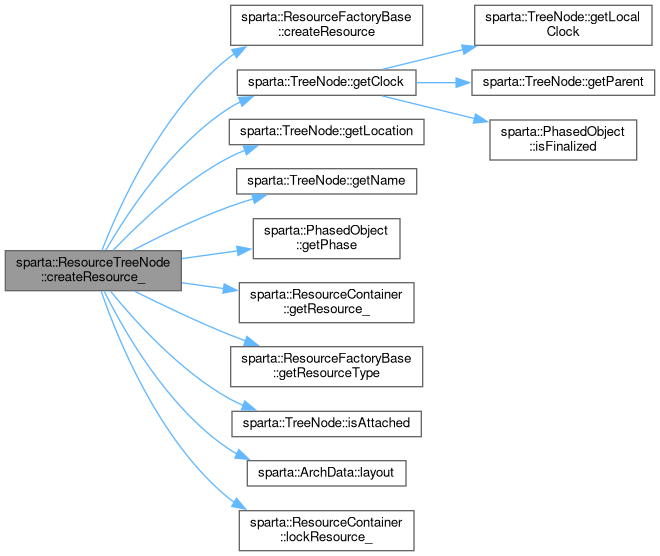 sparta::ResourceTreeNode
::createResource_
sparta::ResourceFactoryBase
::createResource
sparta::TreeNode::getClock
sparta::TreeNode::getLocal
Clock
sparta::TreeNode::getParent
sparta::PhasedObject
::isFinalized
sparta::TreeNode::getLocation
sparta::TreeNode::getName
sparta::PhasedObject
::getPhase
sparta::ResourceContainer
::getResource_
sparta::ResourceFactoryBase
::getResourceType
sparta::TreeNode::isAttached
sparta::ArchData::layout
sparta::ResourceContainer
::lockResource_